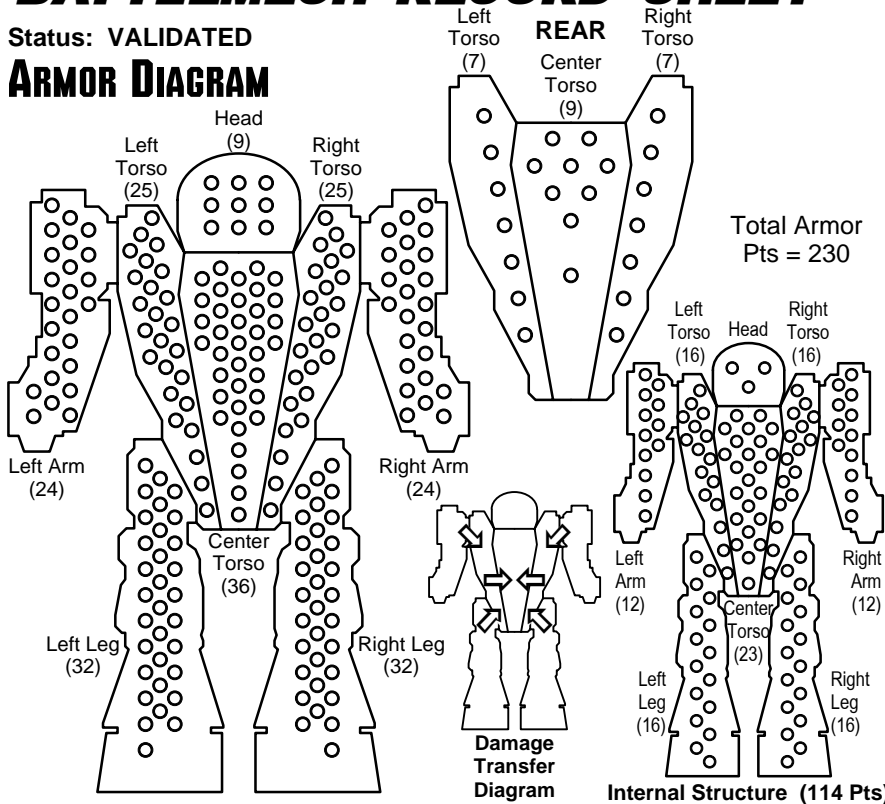 BATTLEMECH RECORD SHEET
Status: VALIDATED
ARMOR DIAGRAM
Head
(9)
Left
Torso
(25)
Right
Torso
(25)
Left Arm
(24)
Right Arm
(24)
Center
Torso
(36)
Left Leg
(32)
Right Leg
(32)
REAR
Left
Torso
(7)
Center
Torso
(9)
Right
Torso
(7)
Total Armor
Pts = 230
Damage
Transfer
Diagram
Left
Torso
(16)
Head
Right
Torso
(16)
Left
Arm
(12)
Right
Arm
(12)
Center
Torso
(23)
Left
Leg
(16)
Right
Leg
(16)
Internal Structure (114 Pts)